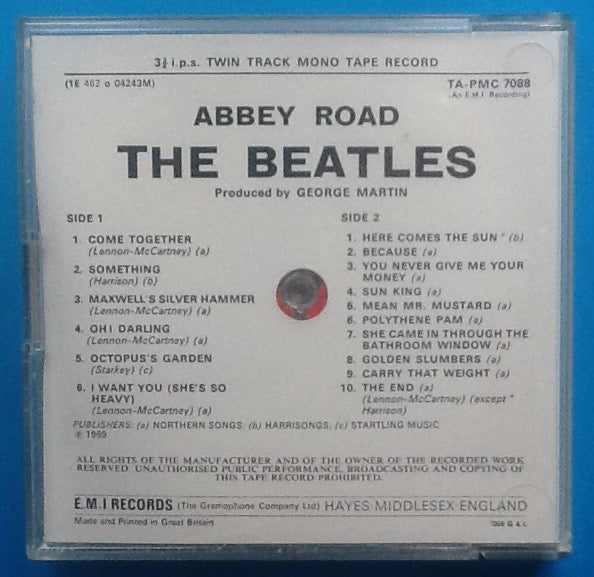 3¾ i.p.s. TWIN TRACK MONO TAPE RECORD
(1E 462 o 04243M) TA-PMC 7088
(An E.M.I. Recording)
ABBEY ROAD
THE BEATLES
Produced by GEORGE MARTIN
SIDE 1
1. COME TOGETHER
(Lennon-McCartney) (a)
2. SOMETHING
(Harrison) (b)
3. MAXWELL'S SILVER HAMMER
(Lennon-McCartney) (a)
4. OH! DARLING
(Lennon-McCartney) (a)
5. OCTOPUS'S GARDEN
(Starkey) (c)
6. I WANT YOU (SHE'S SO
HEAVY)
(Lennon-McCartney) (a)
SIDE 2
1. HERE COMES THE SUN * (b)
2. BECAUSE (a)
3. YOU NEVER GIVE ME YOUR
MONEY (a)
4. SUN KING (a)
5. MEAN MR. MUSTARD (a)
6. POLYTHENE PAM (a)
7. SHE CAME IN THROUGH THE
BATHROOM WINDOW (a)
8. GOLDEN SLUMBERS (a)
9. CARRY THAT WEIGHT (a)
10. THE END (a)
(Lennon-McCartney) (except *
Harrison)
PUBLISHERS: (a) NORTHERN SONGS: (b) HARRISONGS: (c) STARTLING MUSIC
℗ 1969
ALL RIGHTS OF THE MANUFACTURER AND OF THE OWNER OF THE RECORDED WORK
RESERVED. UNAUTHORISED PUBLIC PERFORMANCE, BROADCASTING AND COPYING OF
THIS TAPE RECORD PROHIBITED.
E.M.I RECORDS (The Gramophone Company Ltd) HAYES·MIDDLESEX·ENGLAND
Made and Printed in Great Britain